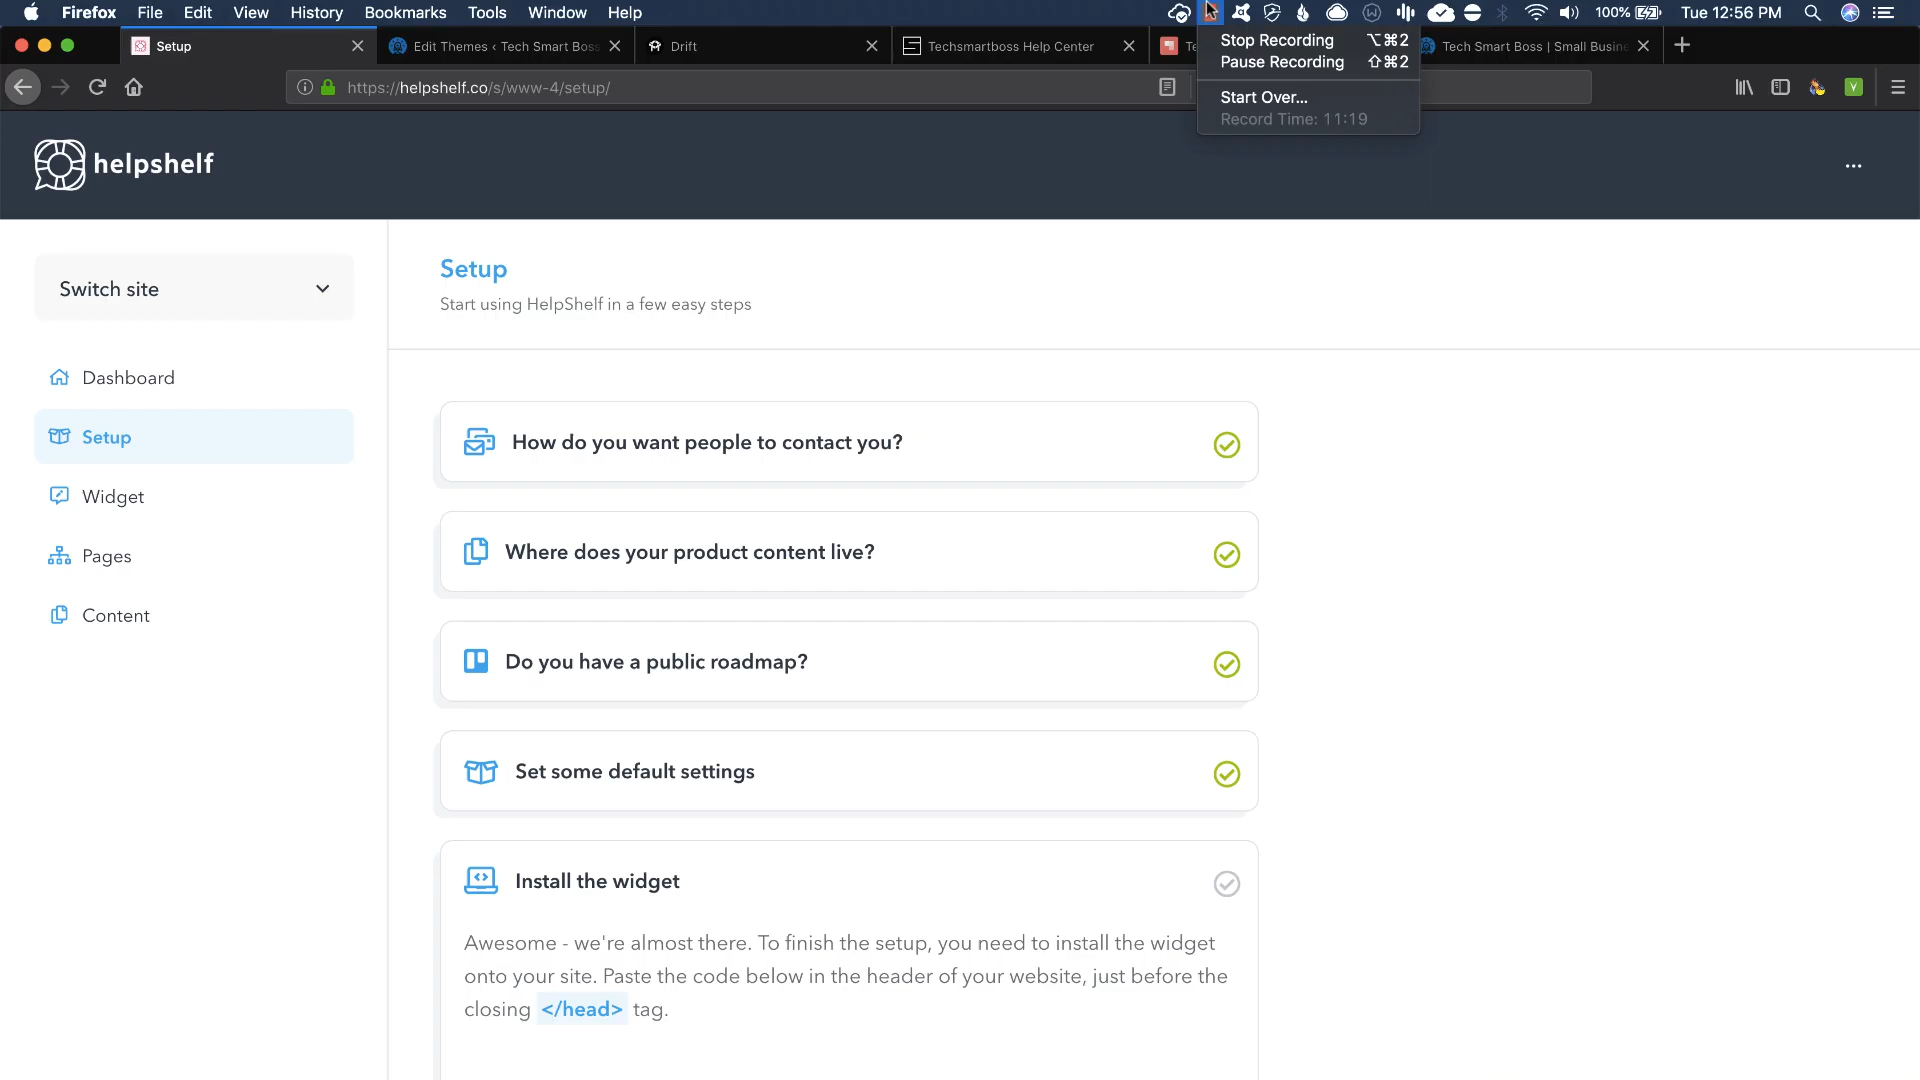 Firefox File Edit View History Bookmarks Tools Window Help 100% Tue 12:56 PM
Setup
Edit Themes ‹ Tech Smart Boss
Drift
Techsmartboss Help Center
Te
Tech Smart Boss | Small Busin
Stop Recording ⌥⌘2
Pause Recording ⇧⌘2
Start Over...
Record Time: 11:19
https://helpshelf.co/s/www-4/setup/
helpshelf
...
Switch site
Dashboard
Setup
Widget
Pages
Content
Setup
Start using HelpShelf in a few easy steps
How do you want people to contact you?
Where does your product content live?
Do you have a public roadmap?
Set some default settings
Install the widget
Awesome - we're almost there. To finish the setup, you need to install the widget
onto your site. Paste the code below in the header of your website, just before the
closing </head> tag.